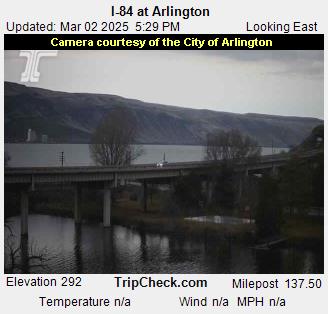 I-84 at Arlington
Updated: Mar 02 2025 5:29 PM Looking East
Camera courtesy of the City of Arlington
Elevation 292 TripCheck.com Milepost 137.50
Temperature n/a Wind n/a MPH n/a